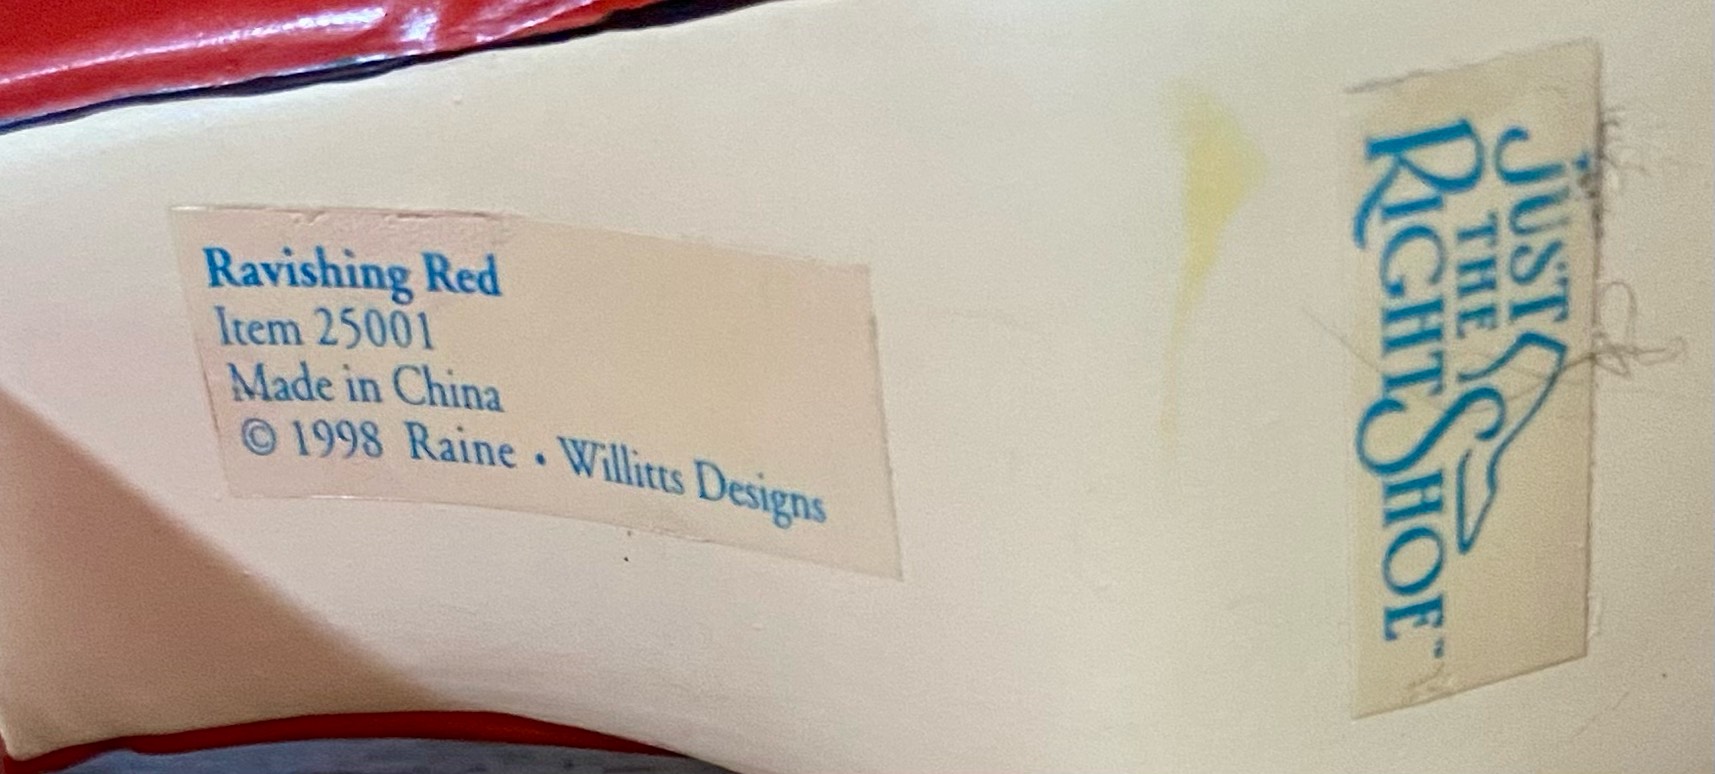 Ravishing Red
Item 25001
Made in China
© 1998 Raine • Willitts Designs
JUST
THE
RIGHT SHOE™